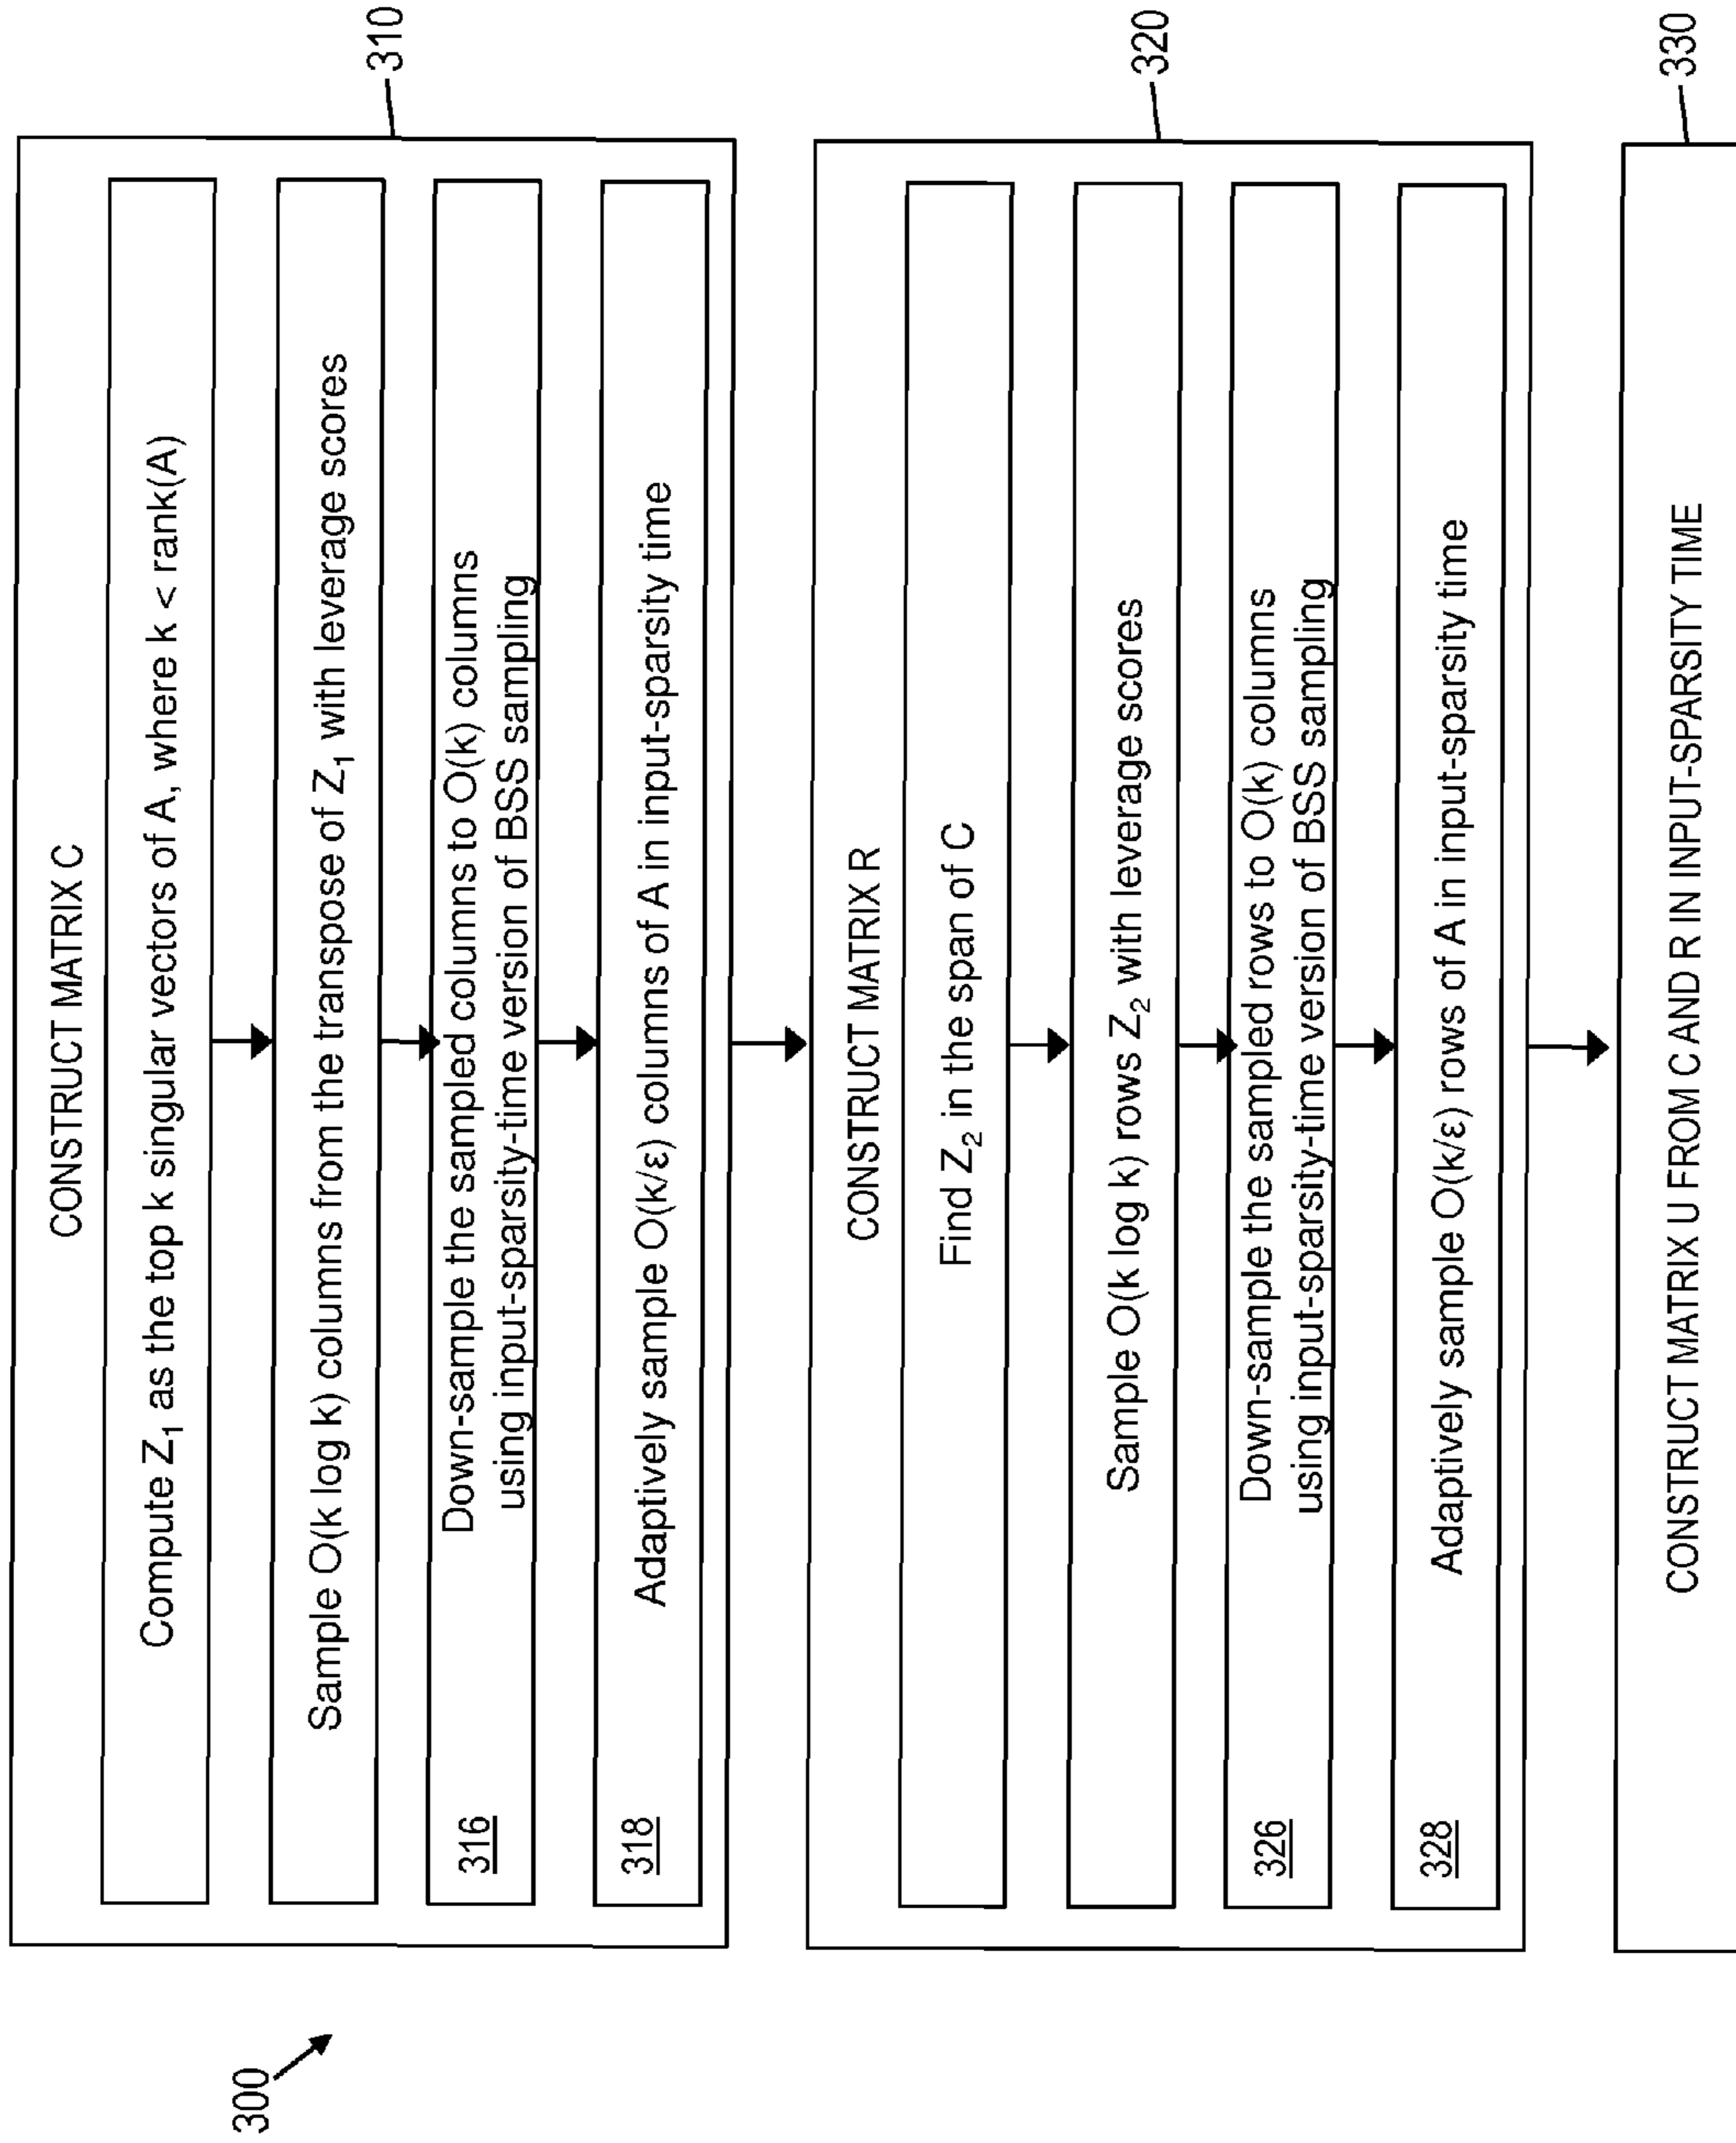 300
CONSTRUCT MATRIX C
310
Compute Z₁ as the top k singular vectors of A, where k < rank(A)
Sample O(k log k) columns from the transpose of Z₁ with leverage scores
316
Down-sample the sampled columns to O(k) columns
using input-sparsity-time version of BSS sampling
318
Adaptively sample O(k/ε) columns of A in input-sparsity time
CONSTRUCT MATRIX R
320
Find Z₂ in the span of C
Sample O(k log k) rows Z₂ with leverage scores
326
Down-sample the sampled rows to O(k) columns
using input-sparsity-time version of BSS sampling
328
Adaptively sample O(k/ε) rows of A in input-sparsity time
CONSTRUCT MATRIX U FROM C AND R IN INPUT-SPARSITY TIME
330